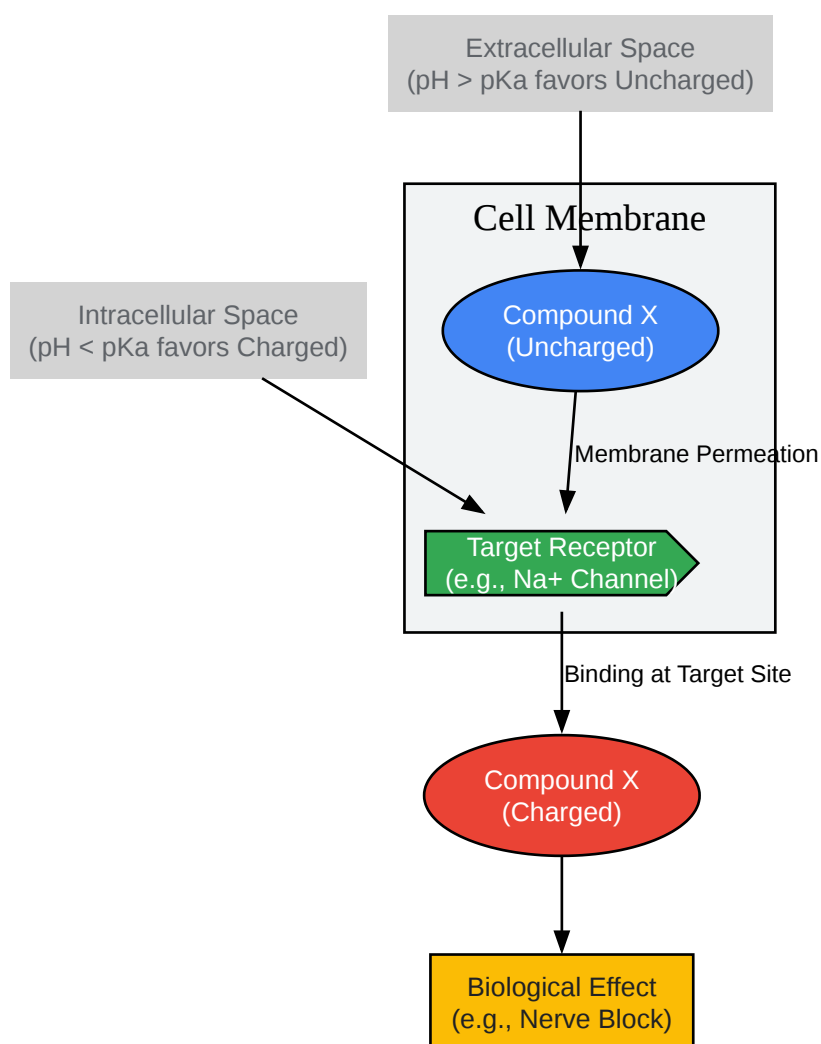 Extracellular Space
(pH > pKa favors Uncharged)
Cell Membrane
Intracellular Space
(pH < pKa favors Charged)
Compound X
(Uncharged)
Membrane Permeation
Target Receptor
(e.g., Na+ Channel)
Binding at Target Site
Compound X
(Charged)
Biological Effect
(e.g., Nerve Block)